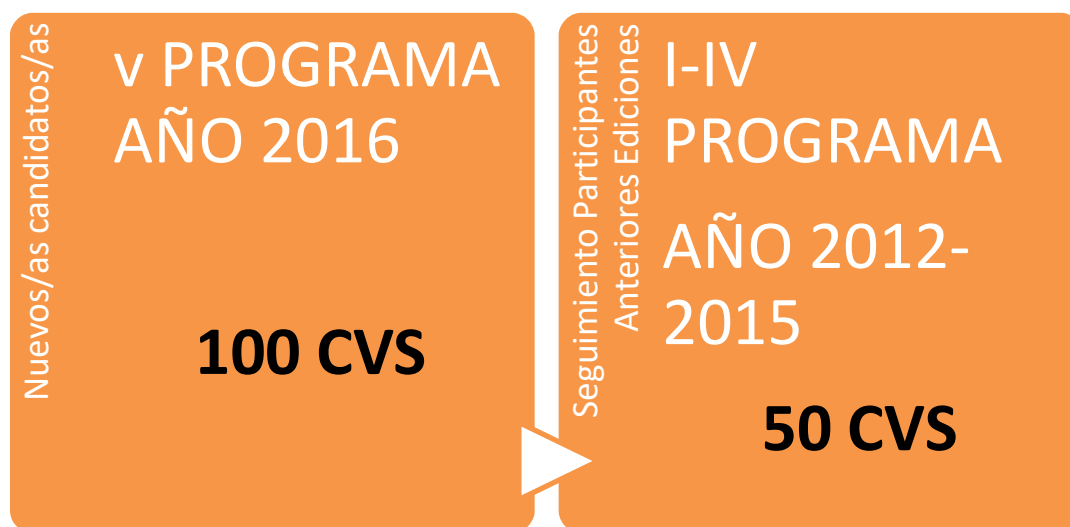 Nuevos/as candidatos/as
v PROGRAMA
AÑO 2016
100 CVS
Seguimiento Participantes
Anteriores Ediciones
I-IV
PROGRAMA
AÑO 2012-
2015
50 CVS